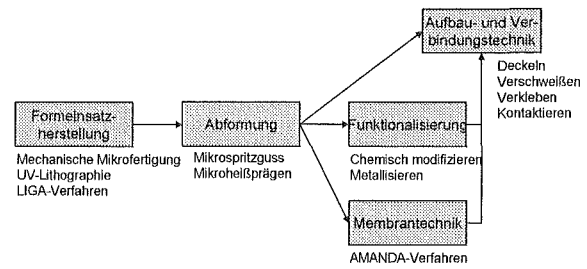 Aufbau- und Ver-
bindungstechnik
Deckeln
Verschweißen
Verkleben
Kontaktieren
Formeinsatz-
herstellung
Mechanische Mikrofertigung
UV-Lithographie
LIGA-Verfahren
Abformung
Mikrospritzguss
Mikroheißprägen
Funktionalisierung
Chemisch modifizieren
Metallisieren
Membrantechnik
AMANDA-Verfahren